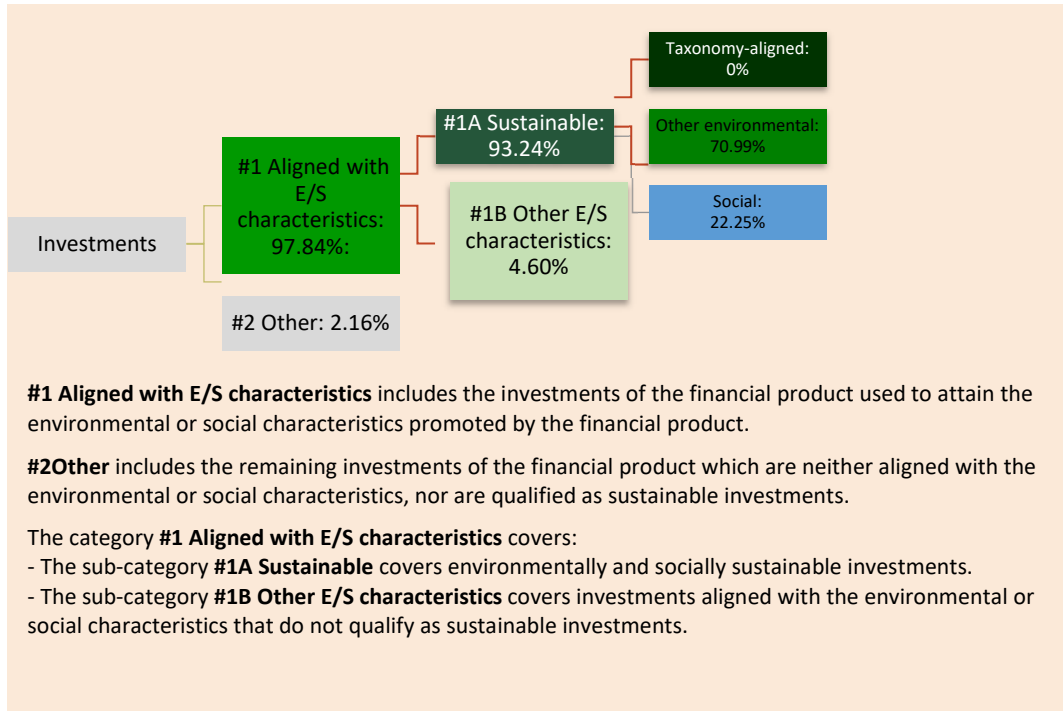 Investments
#1 Aligned with
E/S
characteristics:
97.84%:
#2 Other: 2.16%
#1A Sustainable:
93.24%
#1B Other E/S
characteristics:
4.60%
Taxonomy-aligned:
0%
Other environmental:
70.99%
Social:
22.25%
#1 Aligned with E/S characteristics includes the investments of the financial product used to attain the
environmental or social characteristics promoted by the financial product.
#2Other includes the remaining investments of the financial product which are neither aligned with the
environmental or social characteristics, nor are qualified as sustainable investments.
The category #1 Aligned with E/S characteristics covers:
- The sub-category #1A Sustainable covers environmentally and socially sustainable investments.
- The sub-category #1B Other E/S characteristics covers investments aligned with the environmental or
social characteristics that do not qualify as sustainable investments.